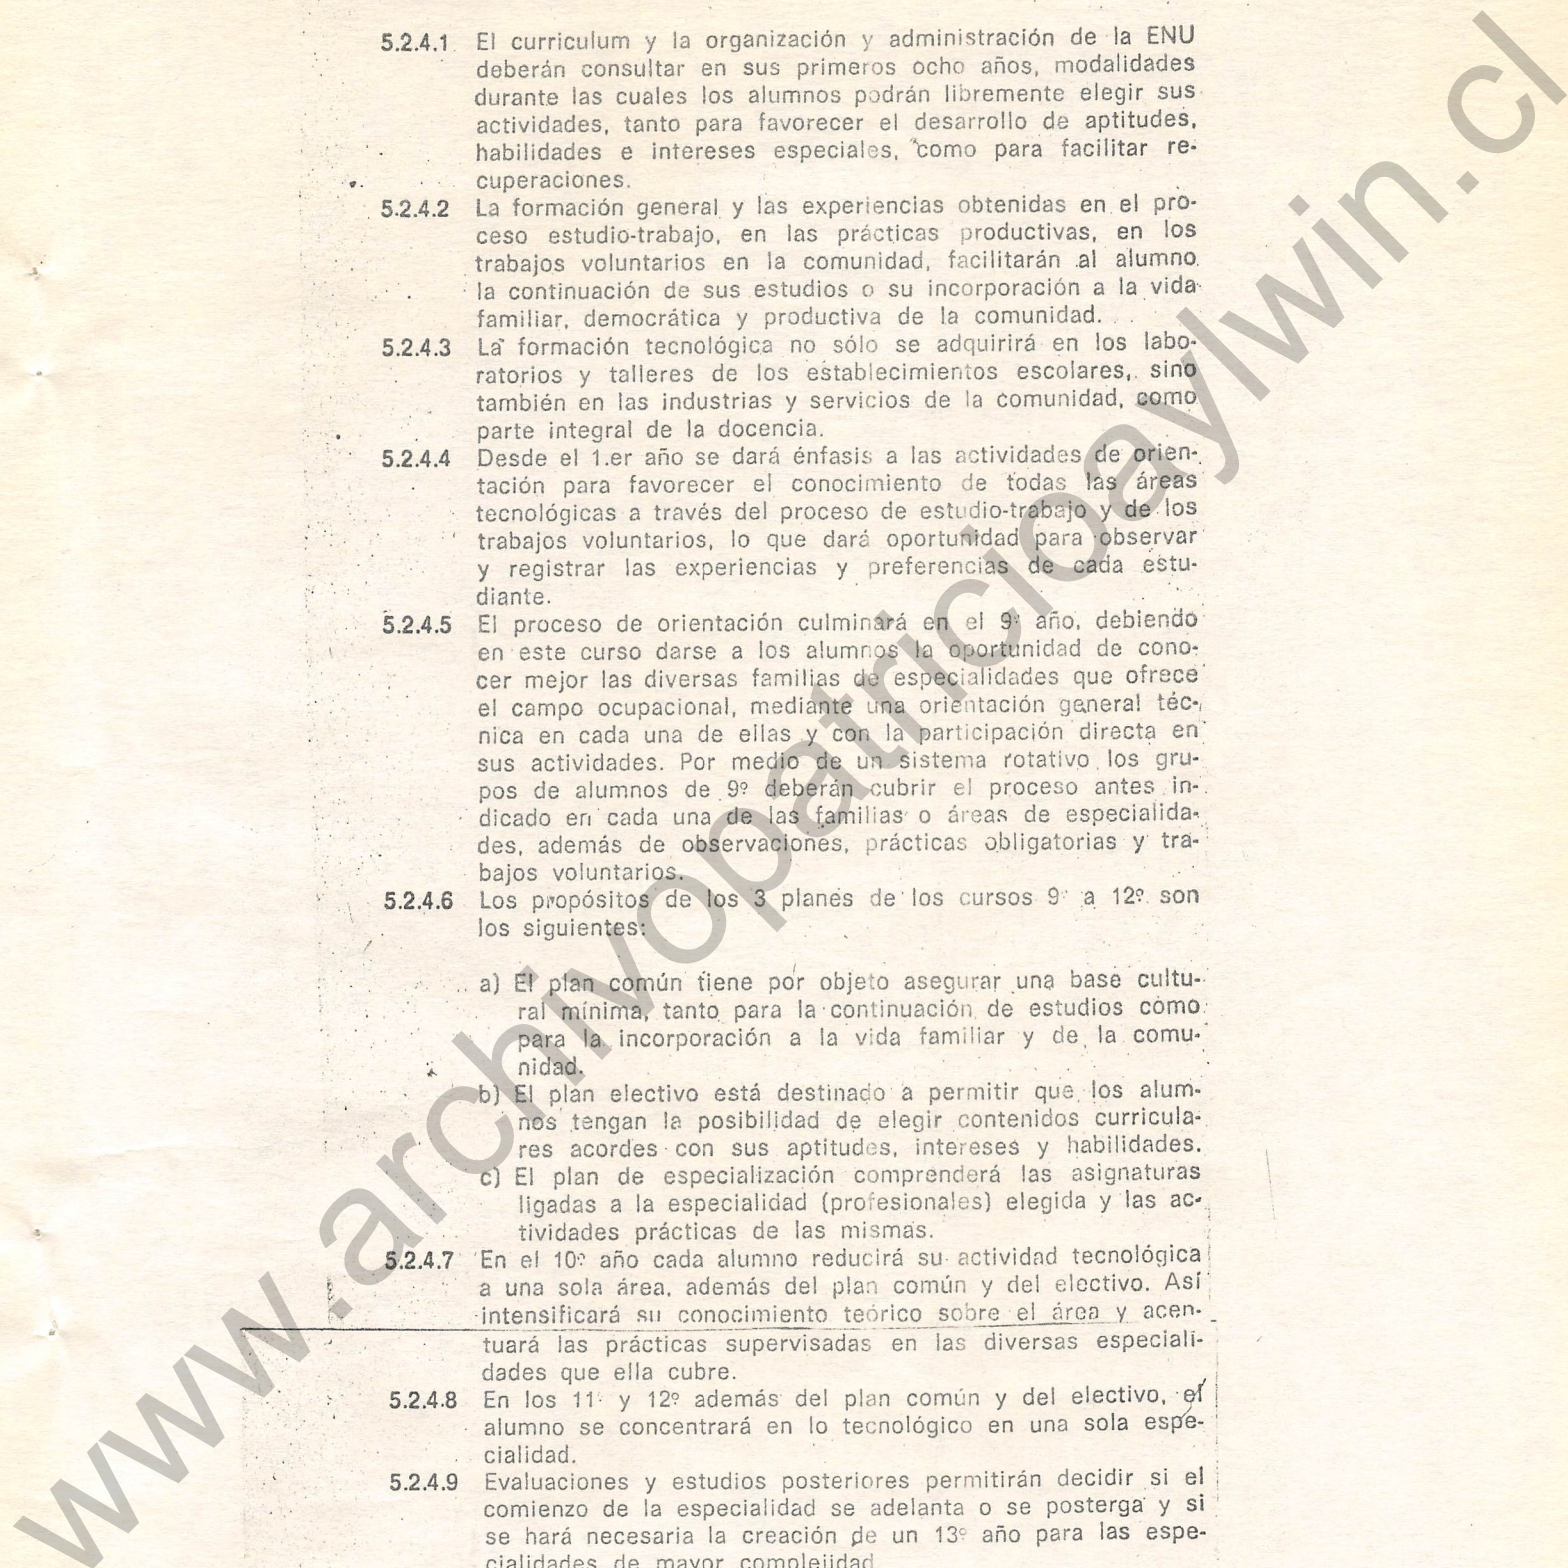 5.2.4.1 El curriculum y la organización y administración de la ENU
deberán consultar en sus primeros ocho años, modalidades
durante las cuales los alumnos podrán libremente elegir sus
actividades, tanto para favorecer el desarrollo de aptitudes,
habilidades e intereses especiales, como para facilitar re-
cuperaciones.
5.2.4.2 La formación general y las experiencias obtenidas en el pro-
ceso estudio-trabajo, en las prácticas productivas, en los
trabajos voluntarios en la comunidad, facilitarán al alumno
la continuación de sus estudios o su incorporación a la vida
familiar, democrática y productiva de la comunidad.
5.2.4.3 La formación tecnológica no sólo se adquirirá en los labo-
ratorios y talleres de los establecimientos escolares, sino
también en las industrias y servicios de la comunidad, como
parte integral de la docencia.
5.2.4.4 Desde el 1.er año se dará énfasis a las actividades de orien-
tación para favorecer el conocimiento de todas las áreas
tecnológicas a través del proceso de estudio-trabajo y de los
trabajos voluntarios, lo que dará oportunidad para observar
y registrar las experiencias y preferencias de cada estu-
diante.
5.2.4.5 El proceso de orientación culminará en el 9º año, debiendo
en este curso darse a los alumnos la oportunidad de cono-
cer mejor las diversas familias de especialidades que ofrece
el campo ocupacional, mediante una orientación general téc-
nica en cada una de ellas y con la participación directa en
sus actividades. Por medio de un sistema rotativo los gru-
pos de alumnos de 9º deberán cubrir el proceso antes in-
dicado en cada una de las familias o áreas de especialida-
des, además de observaciones, prácticas obligatorias y tra-
bajos voluntarios.
5.2.4.6 Los propósitos de los 3 planes de los cursos 9º a 12º son
los siguientes:
a) El plan común tiene por objeto asegurar una base cultu-
ral mínima, tanto para la continuación de estudios como
para la incorporación a la vida familiar y de la comu-
nidad.
b) El plan electivo está destinado a permitir que los alum-
nos tengan la posibilidad de elegir contenidos curricula-
res acordes con sus aptitudes, intereses y habilidades.
c) El plan de especialización comprenderá las asignaturas
ligadas a la especialidad (profesionales) elegida y las ac-
tividades prácticas de las mismas.
5.2.4.7 En el 10º año cada alumno reducirá su actividad tecnológica
a una sola área, además del plan común y del electivo. Así
intensificará su conocimiento teórico sobre el área y acen-
tuará las prácticas supervisadas en las diversas especiali-
dades que ella cubre.
5.2.4.8 En los 11º y 12º además del plan común y del electivo, el
alumno se concentrará en lo tecnológico en una sola espe-
cialidad.
5.2.4.9 Evaluaciones y estudios posteriores permitirán decidir si el
comienzo de la especialidad se adelanta o se posterga y si
se hará necesaria la creación de un 13º año para las espe-
cialidades de mayor complejidad
www.archivopatricioaylwin.cl